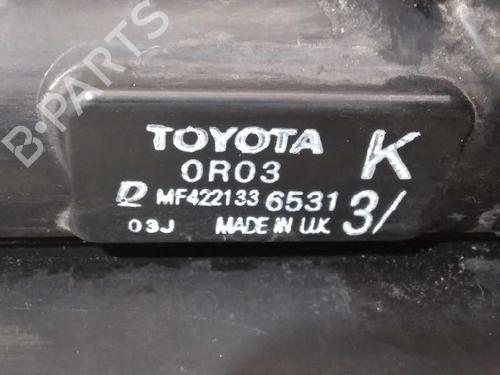 B-PARTS
TOYOTA
0R03 K
D MF422133 6531 3/
03J MADE IN U.K